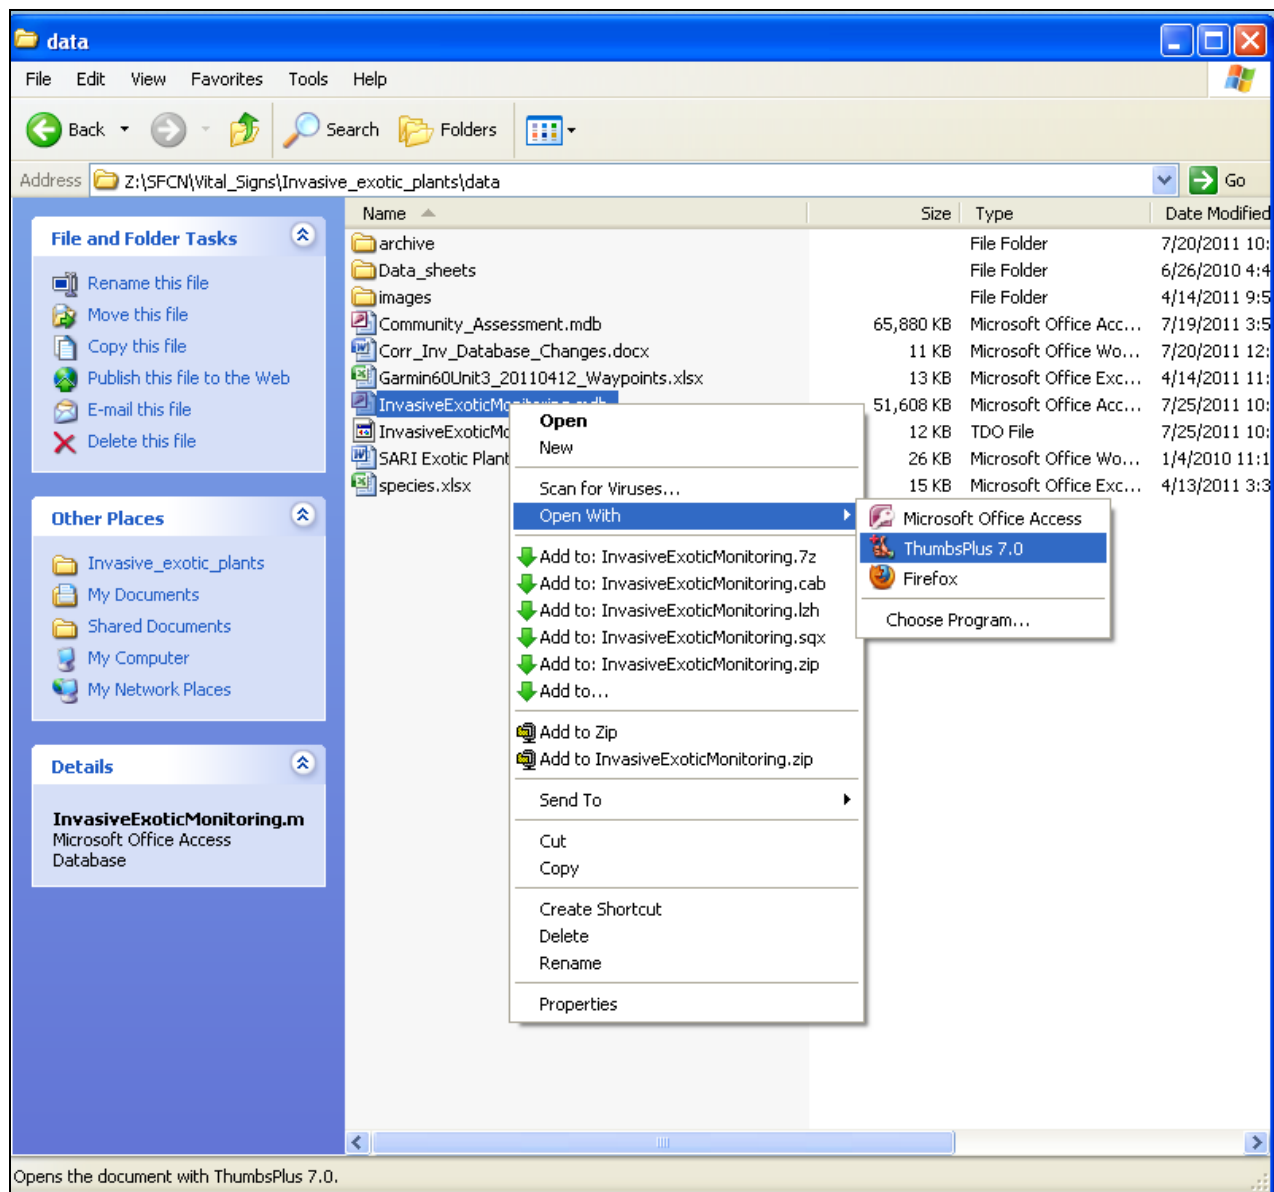 data
File Edit View Favorites Tools Help
Back Search Folders
Address Z:\SFCN\Vital_Signs\Invasive_exotic_plants\data Go
File and Folder Tasks
Rename this file
Move this file
Copy this file
Publish this file to the Web
E-mail this file
Delete this file
Other Places
Invasive_exotic_plants
My Documents
Shared Documents
My Computer
My Network Places
Details
InvasiveExoticMonitoring.m
Microsoft Office Access
Database
Name Size Type Date Modified
archive File Folder 7/20/2011 10:
Data_sheets File Folder 6/26/2010 4:4
images File Folder 4/14/2011 9:5
Community_Assessment.mdb 65,880 KB Microsoft Office Acc... 7/19/2011 3:5
Corr_Inv_Database_Changes.docx 11 KB Microsoft Office Wo... 7/20/2011 12:
Garmin60Unit3_20110412_Waypoints.xlsx 13 KB Microsoft Office Exc... 4/14/2011 11:
InvasiveExoticMonitoring.mdb 51,608 KB Microsoft Office Acc... 7/25/2011 10:
InvasiveExoticMo 12 KB TDO File 7/25/2011 10:
SARI Exotic Plant 26 KB Microsoft Office Wo... 1/4/2010 11:1
species.xlsx 15 KB Microsoft Office Exc... 4/13/2011 3:3
Open
New
Scan for Viruses...
Open With
Add to: InvasiveExoticMonitoring.7z
Add to: InvasiveExoticMonitoring.cab
Add to: InvasiveExoticMonitoring.lzh
Add to: InvasiveExoticMonitoring.sqx
Add to: InvasiveExoticMonitoring.zip
Add to...
Add to Zip
Add to InvasiveExoticMonitoring.zip
Send To
Cut
Copy
Create Shortcut
Delete
Rename
Properties
Microsoft Office Access
ThumbsPlus 7.0
Firefox
Choose Program...
Opens the document with ThumbsPlus 7.0.